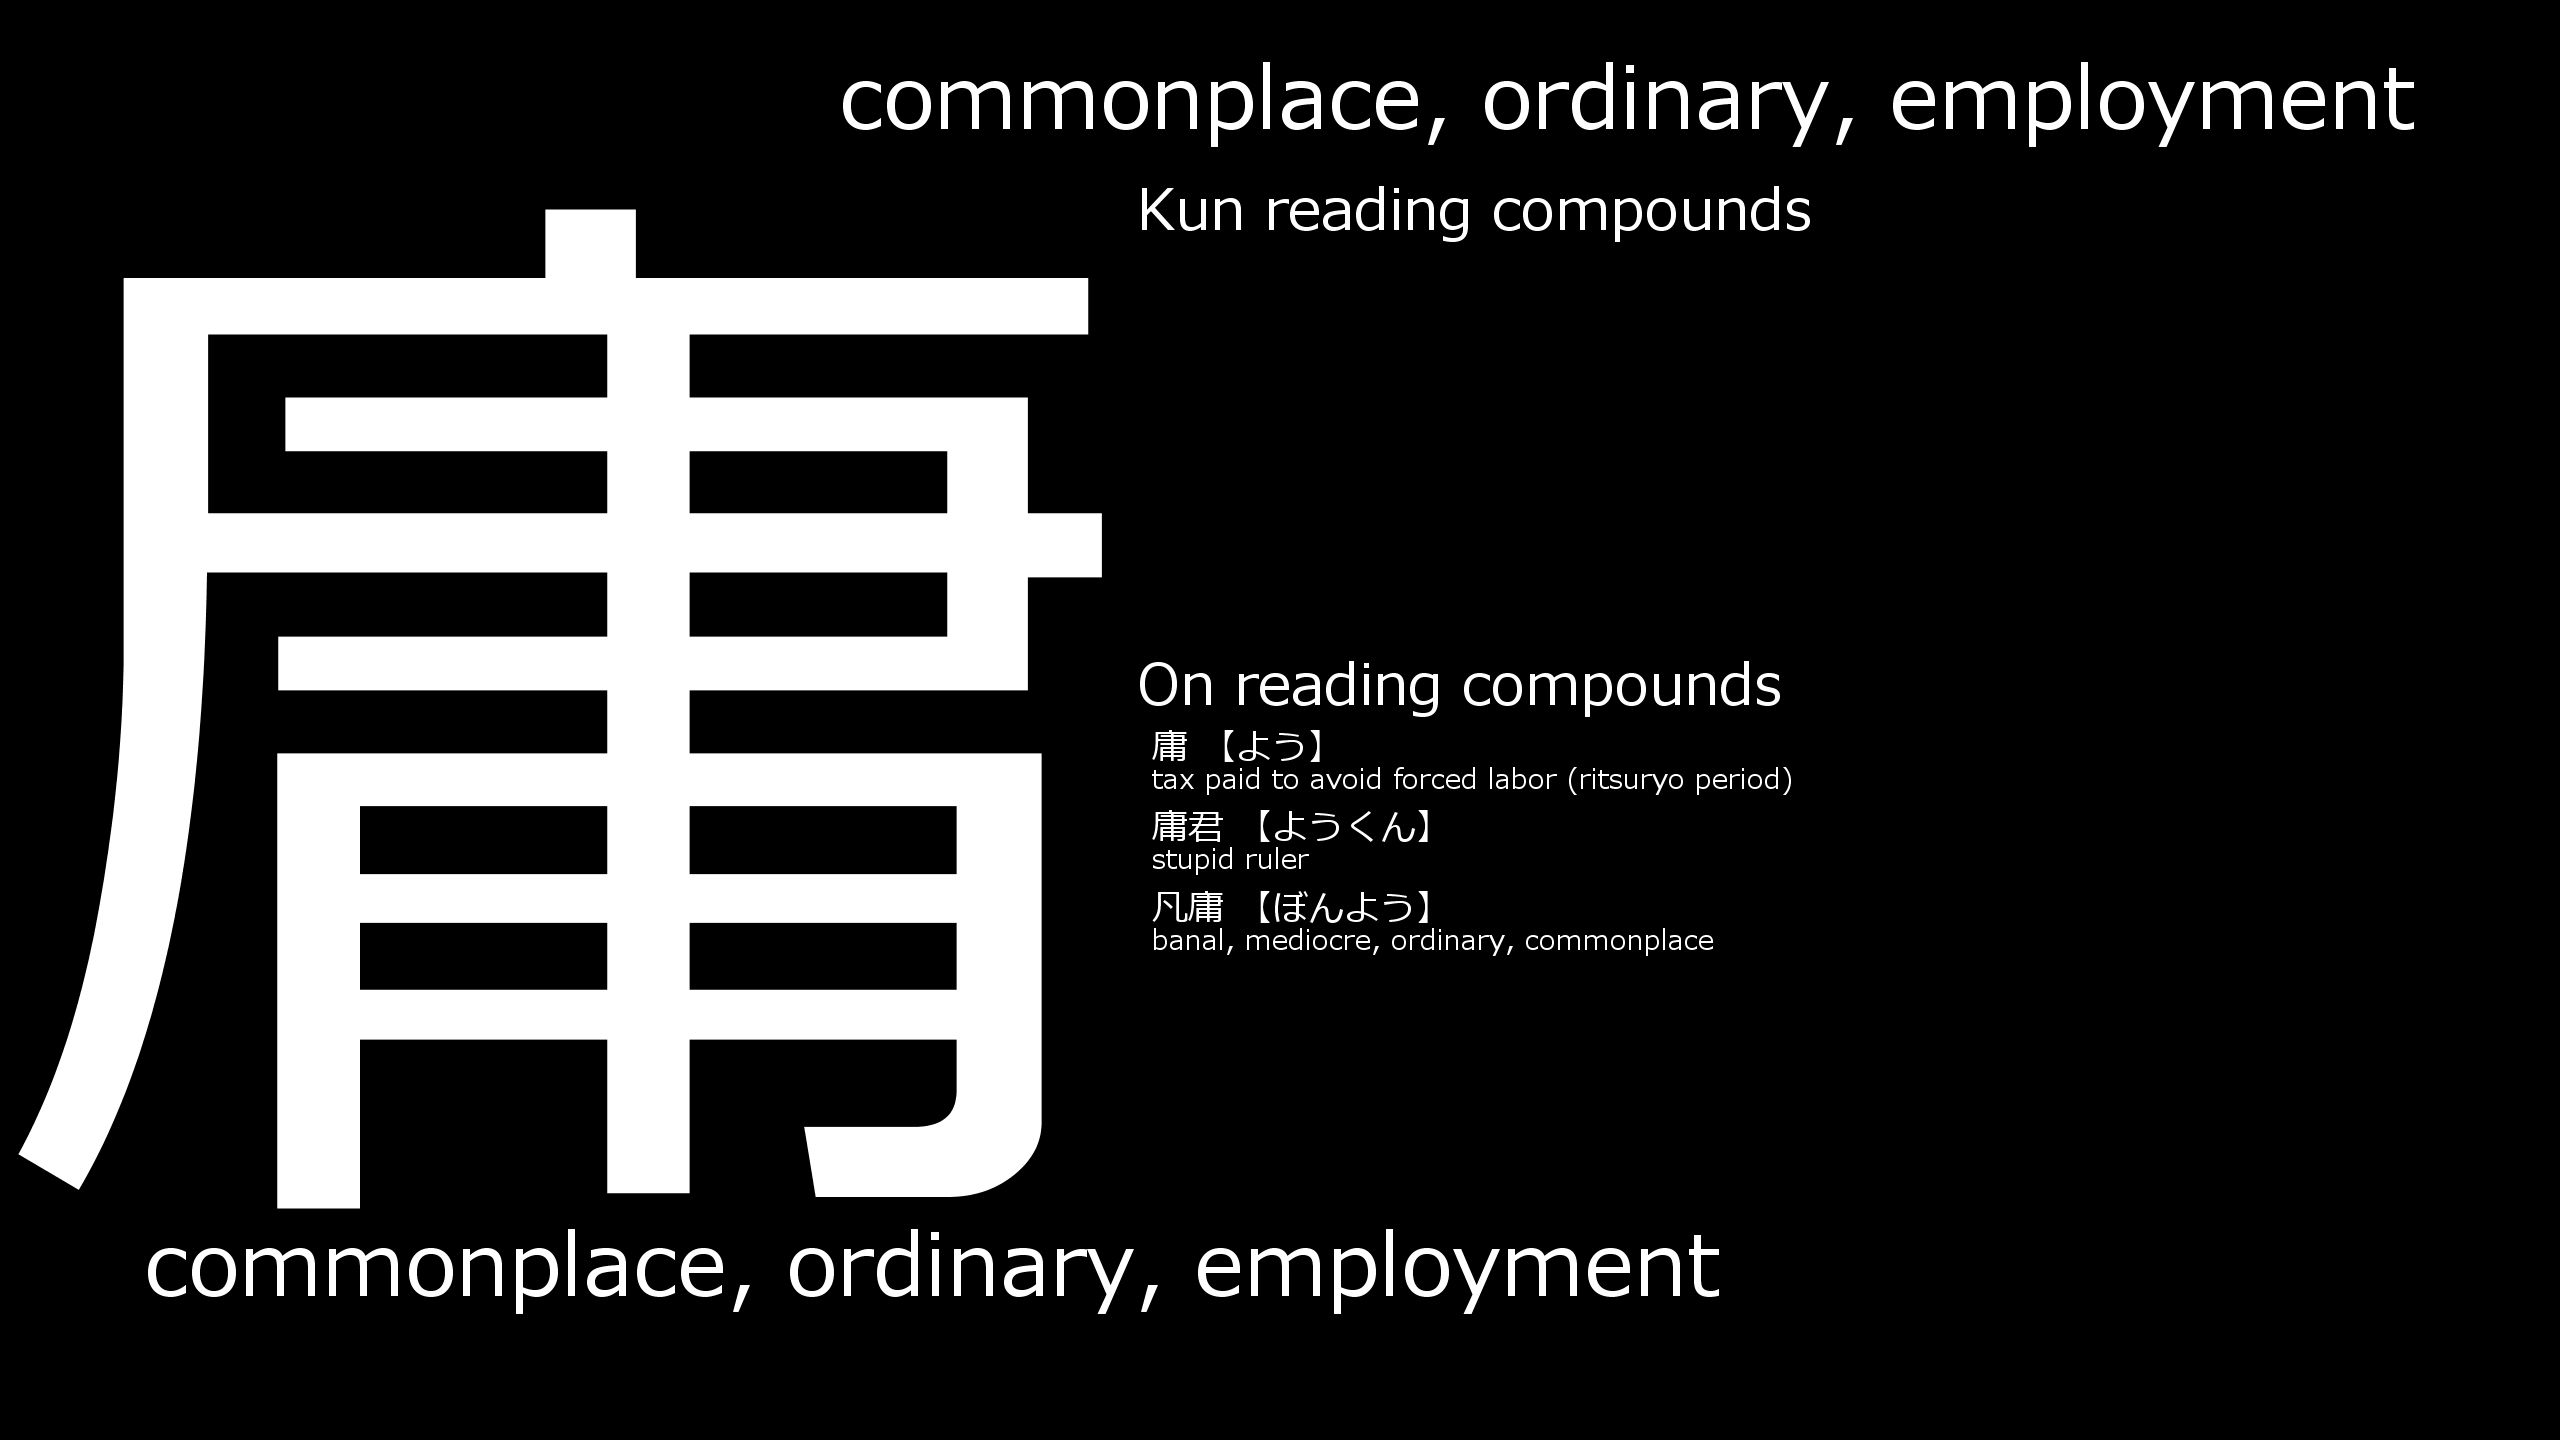 commonplace, ordinary, employment
庸
Kun reading compounds
On reading compounds
庸 【よう】
tax paid to avoid forced labor (ritsuryo period)
庸君 【ようくん】
stupid ruler
凡庸 【ぼんよう】
banal, mediocre, ordinary, commonplace
commonplace, ordinary, employment